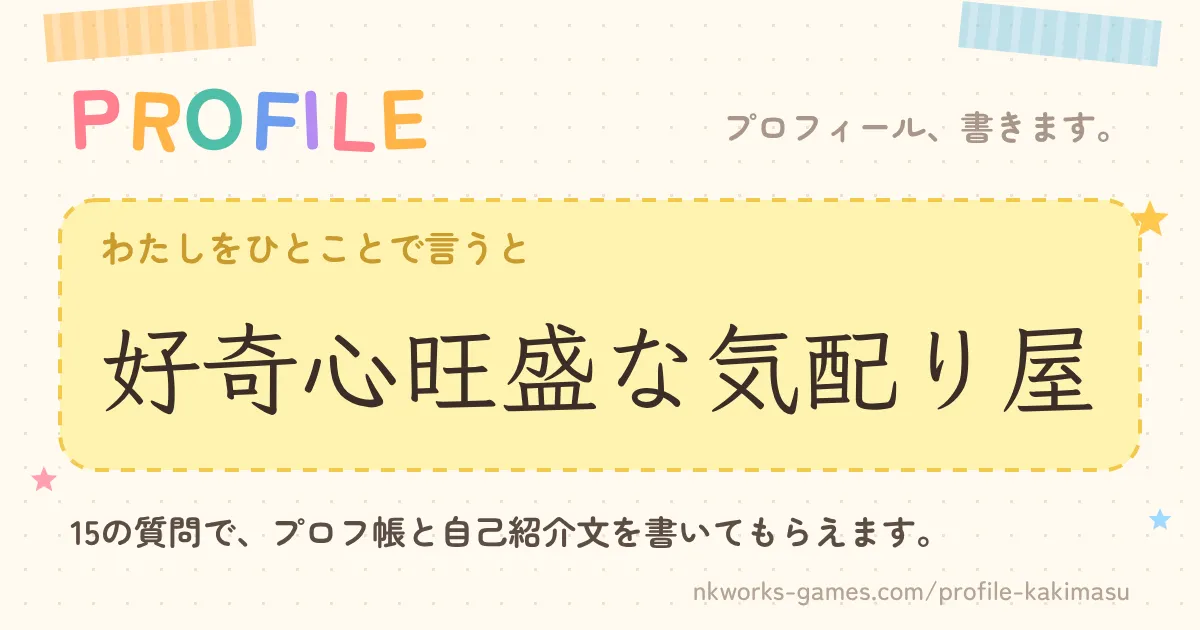 PROFILE
プロフィール、書きます。
わたしをひとことで言うと
好奇心旺盛な気配り屋
15の質問で、プロフ帳と自己紹介文を書いてもらえます。
nkworks-games.com/profile-kakimasu